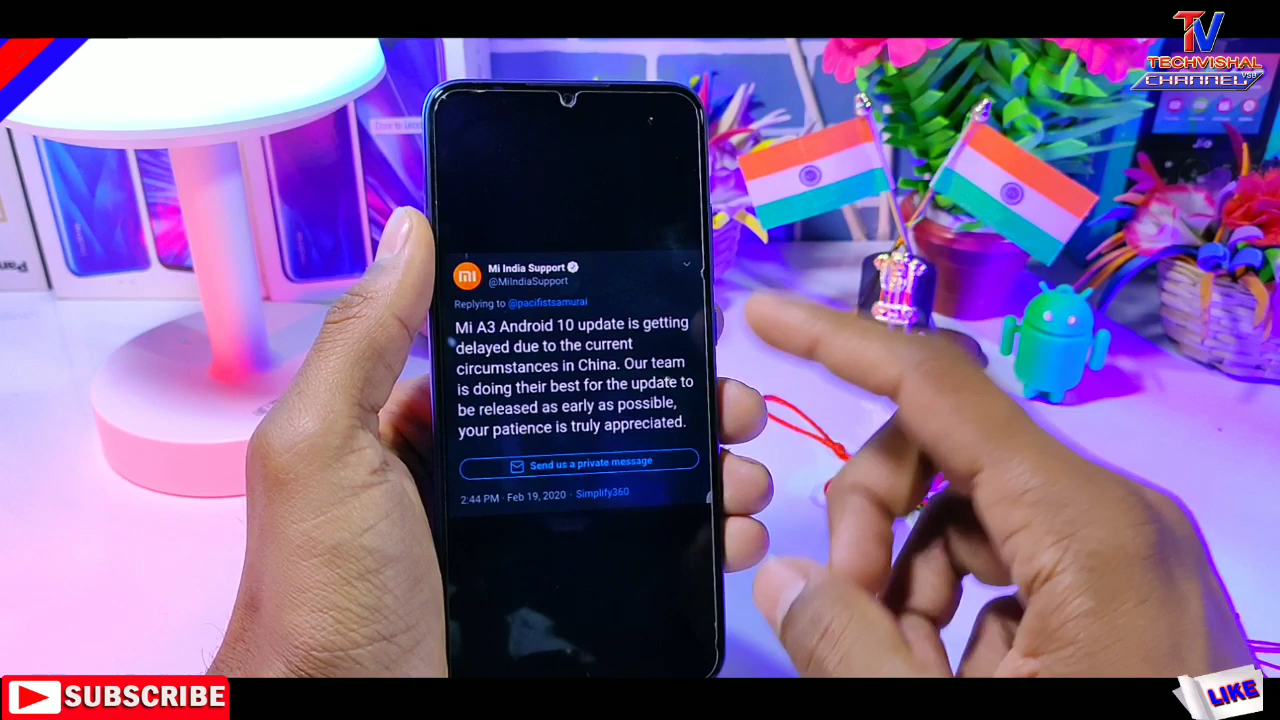 TV
TECHVISHAL
CHANNEL
Mi India Support
@MiIndiaSupport
Replying to @pacifistsamurai
Mi A3 Android 10 update is getting
delayed due to the current
circumstances in China. Our team
is doing their best for the update to
be released as early as possible,
your patience is truly appreciated.
Send us a private message
2:44 PM · Feb 19, 2020 · Simplify360
Jio
SUBSCRIBE
LIKE